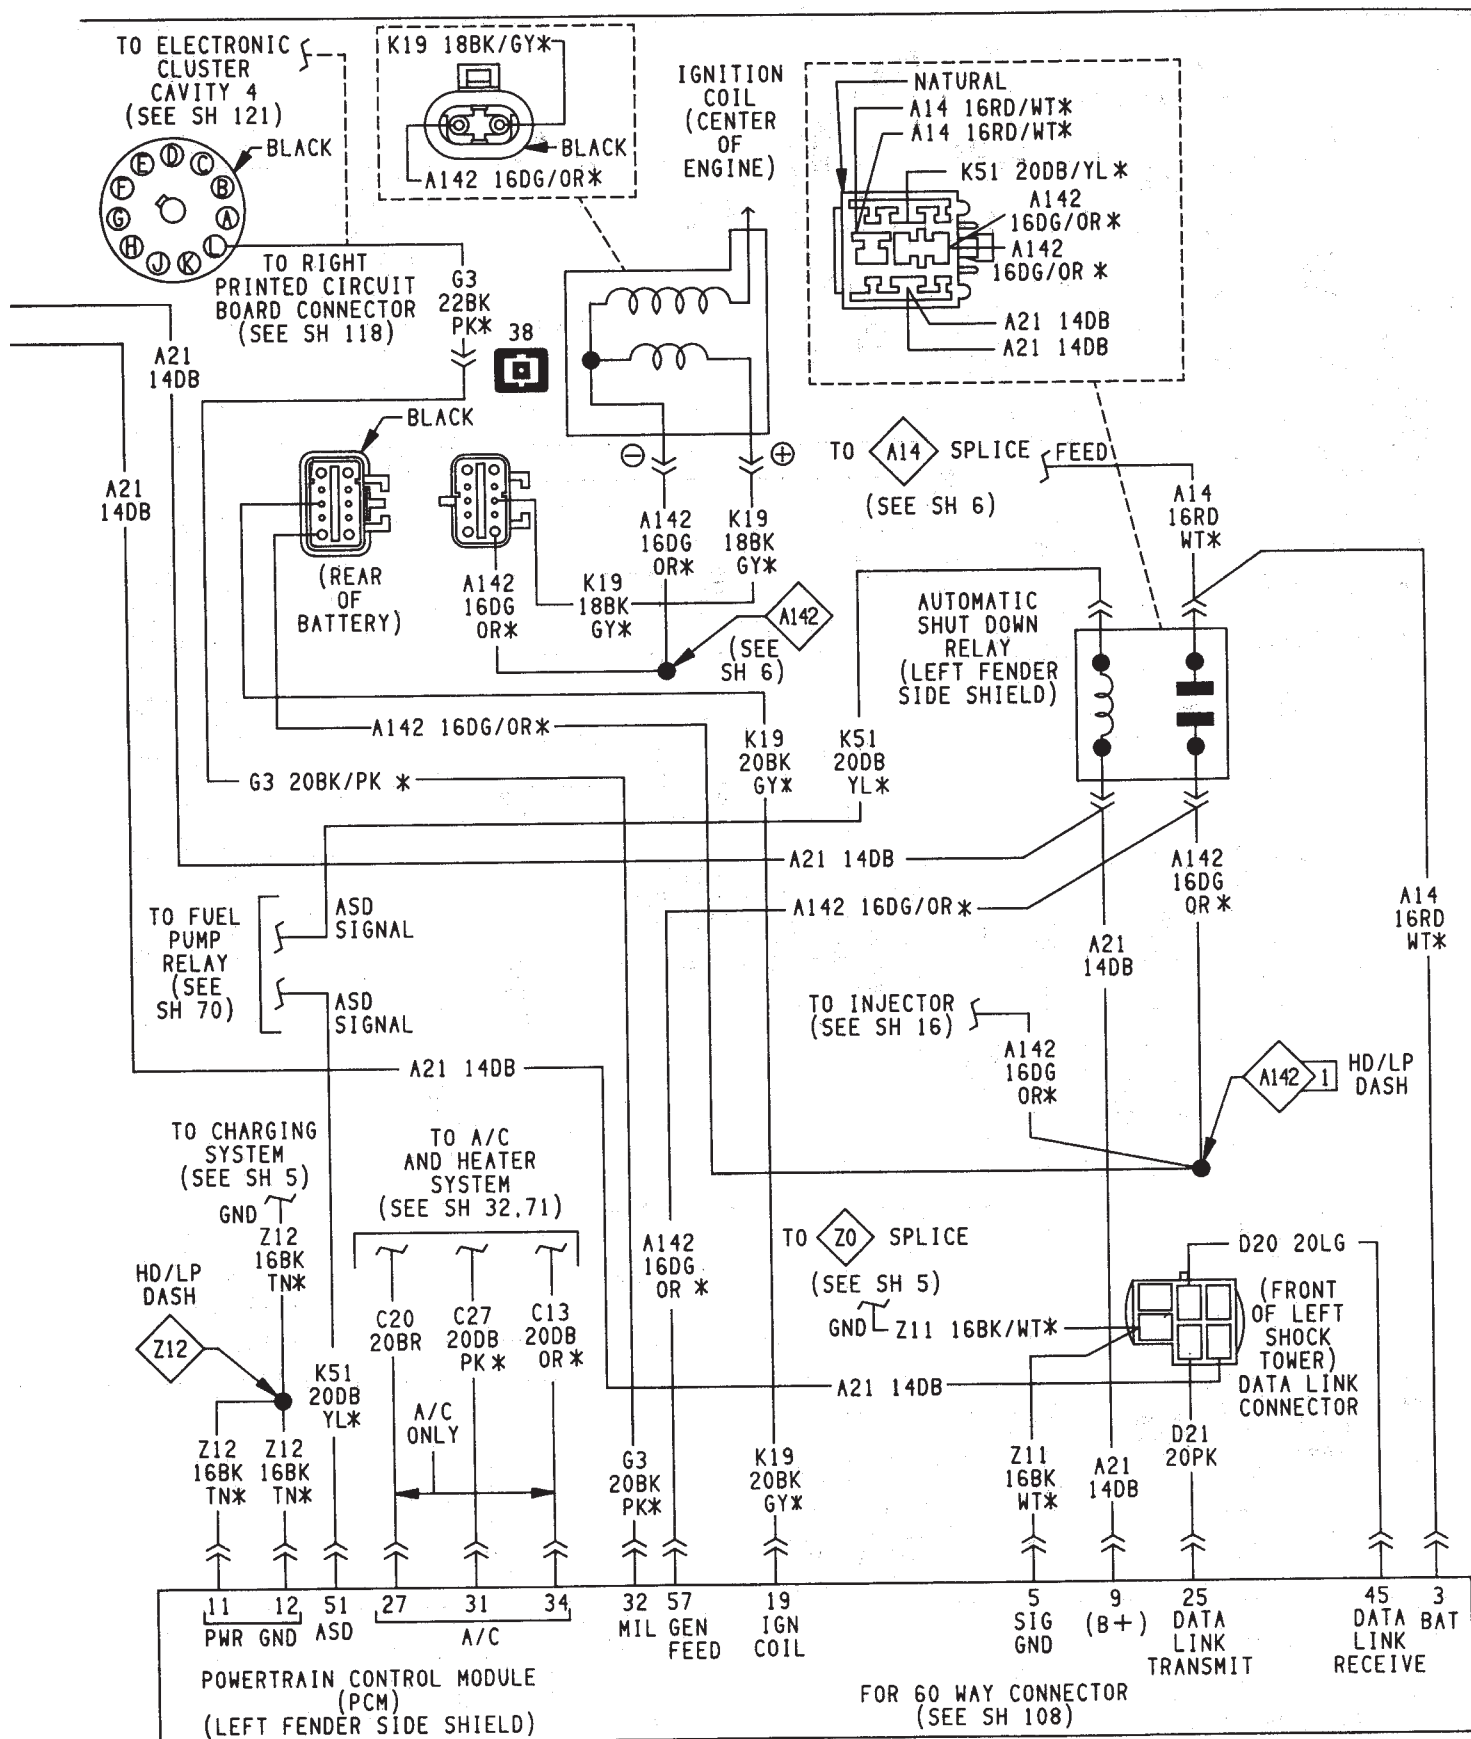 TO ELECTRONIC
CLUSTER
CAVITY 4
(SEE SH 121)
BLACK
A
B
C
D
E
F
G
H
J
K
L
TO RIGHT
PRINTED CIRCUIT
BOARD CONNECTOR
(SEE SH 118)
K19 18BK/GY*
BLACK
A142 16DG/OR*
IGNITION
COIL
(CENTER
OF
ENGINE)
NATURAL
A14 16RD/WT*
A14 16RD/WT*
K51 20DB/YL*
A142
16DG/OR*
A142
16DG/OR *
A21 14DB
A21 14DB
G3
22BK
PK*
38
A21
14DB
A21
14DB
BLACK
(REAR
OF
BATTERY)
A142
16DG
OR*
K19
18BK
GY*
−
+
A142
16DG
OR*
K19
18BK
GY*
A142
(SEE
SH 6)
TO A14 SPLICE FEED
(SEE SH 6)
A14
16RD
WT*
AUTOMATIC
SHUT DOWN
RELAY
(LEFT FENDER
SIDE SHIELD)
A142 16DG/OR*
K19
20BK
GY*
K51
20DB
YL*
G3 20BK/PK *
A21 14DB
A142 16DG/OR*
A142
16DG
OR*
A14
16RD
WT*
A21
14DB
TO FUEL
PUMP
RELAY
(SEE
SH 70)
ASD
SIGNAL
ASD
SIGNAL
TO INJECTOR
(SEE SH 16)
A142
16DG
OR*
A21 14DB
A142 1
HD/LP
DASH
TO CHARGING
SYSTEM
(SEE SH 5)
GND
Z12
16BK
TN*
TO A/C
AND HEATER
SYSTEM
(SEE SH 32,71)
HD/LP
DASH
Z12
A142
16DG
OR *
TO Z0 SPLICE
(SEE SH 5)
GND
Z11 16BK/WT*
D20 20LG
(FRONT
OF LEFT
SHOCK
TOWER)
DATA LINK
CONNECTOR
C20
20BR
C27
20DB
PK*
C13
20DB
OR*
K51
20DB
YL*
A21 14DB
A/C
ONLY
Z12
16BK
TN*
Z12
16BK
TN*
G3
20BK
PK*
K19
20BK
GY*
Z11
16BK
WT*
A21
14DB
D21
20PK
11 12 51 27 31 34 32 57 19 5 9 25 45 3
PWR GND
ASD
A/C
MIL
GEN
FEED
IGN
COIL
SIG
GND
(B+)
DATA
LINK
TRANSMIT
DATA
LINK
RECEIVE
BAT
POWERTRAIN CONTROL MODULE
(PCM)
(LEFT FENDER SIDE SHIELD)
FOR 60 WAY CONNECTOR
(SEE SH 108)